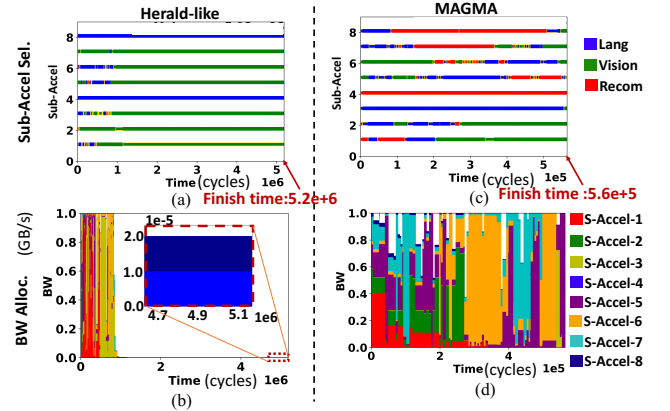 Herald-like
MAGMA
Sub-Accel Sel.
Sub-Accel
8
6
4
2
0
0 1 2 3 4 5
Time (cycles) 1e6
(a)
Finish time:5.2e+6
8
6
4
2
0
0 1 2 3 4 5
Time (cycles) 1e5
(c)
Finish time :5.6e+5
Lang
Vision
Recom
BW Alloc. (GB/s)
BW
1.0
0.8
0.6
0.4
0.2
0.0
1e-5
2.0
1.0
0.0
4.7 4.9 5.1 1e6
0 2 4
Time (cycles) 1e6
(b)
1.0
0.8
0.6
0.4
0.2
0.0
BW
0 2 4
Time (cycles) 1e5
(d)
S-Accel-1
S-Accel-2
S-Accel-3
S-Accel-4
S-Accel-5
S-Accel-6
S-Accel-7
S-Accel-8